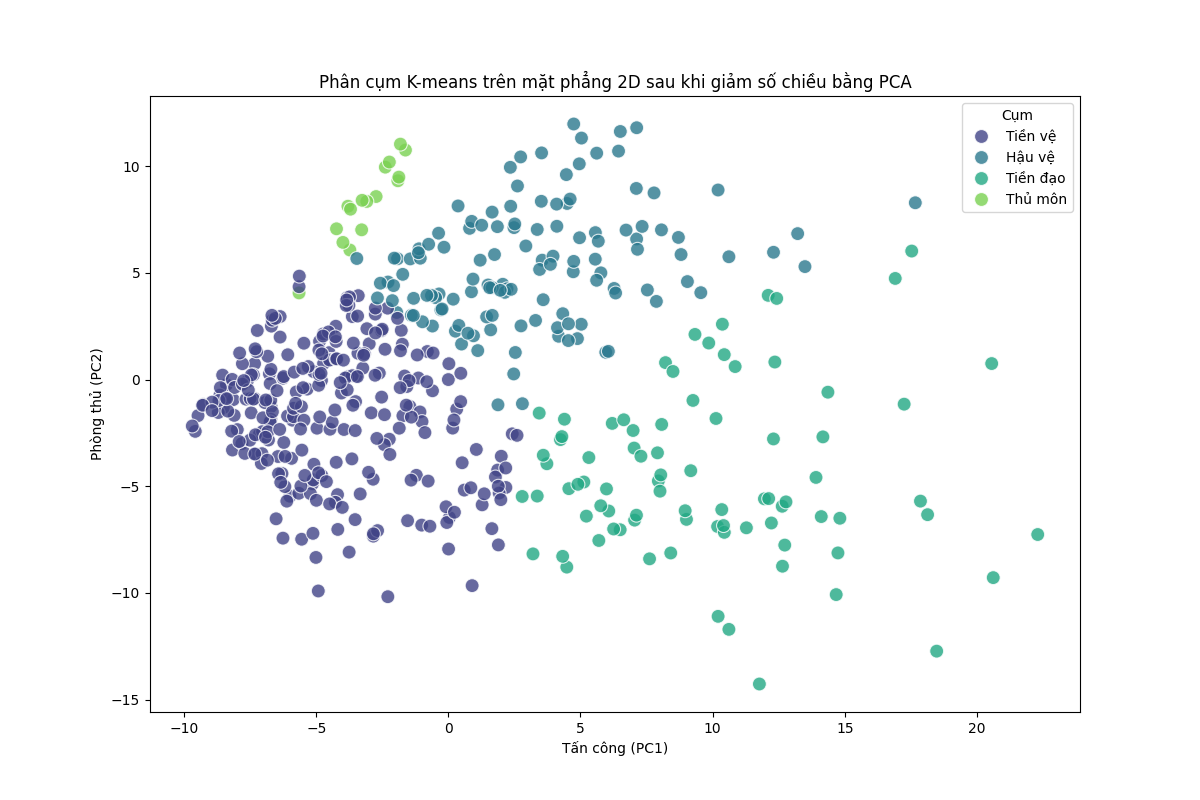 Phân cụm K-means trên mặt phẳng 2D sau khi giảm số chiều bằng PCA
Cụm
Tiền vệ
Hậu vệ
Tiền đạo
Thủ môn
Phòng thủ (PC2)
10
5
0
−5
−10
−15
−10
−5
0
5
10
15
20
Tấn công (PC1)